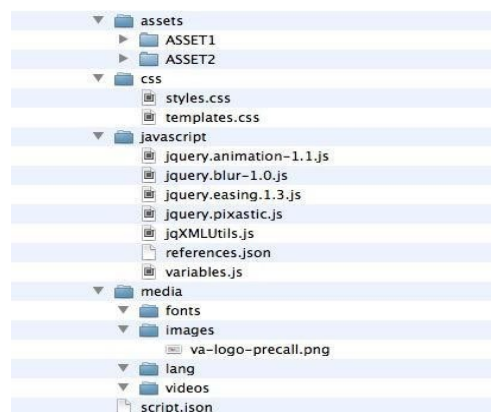 assets
ASSET1
ASSET2
css
styles.css
templates.css
javascript
jquery.animation-1.1.js
jquery.blur-1.0.js
jquery.easing.1.3.js
jquery.pixastic.js
jqXMLUtils.js
references.json
variables.js
media
fonts
images
va-logo-precall.png
lang
videos
script.json